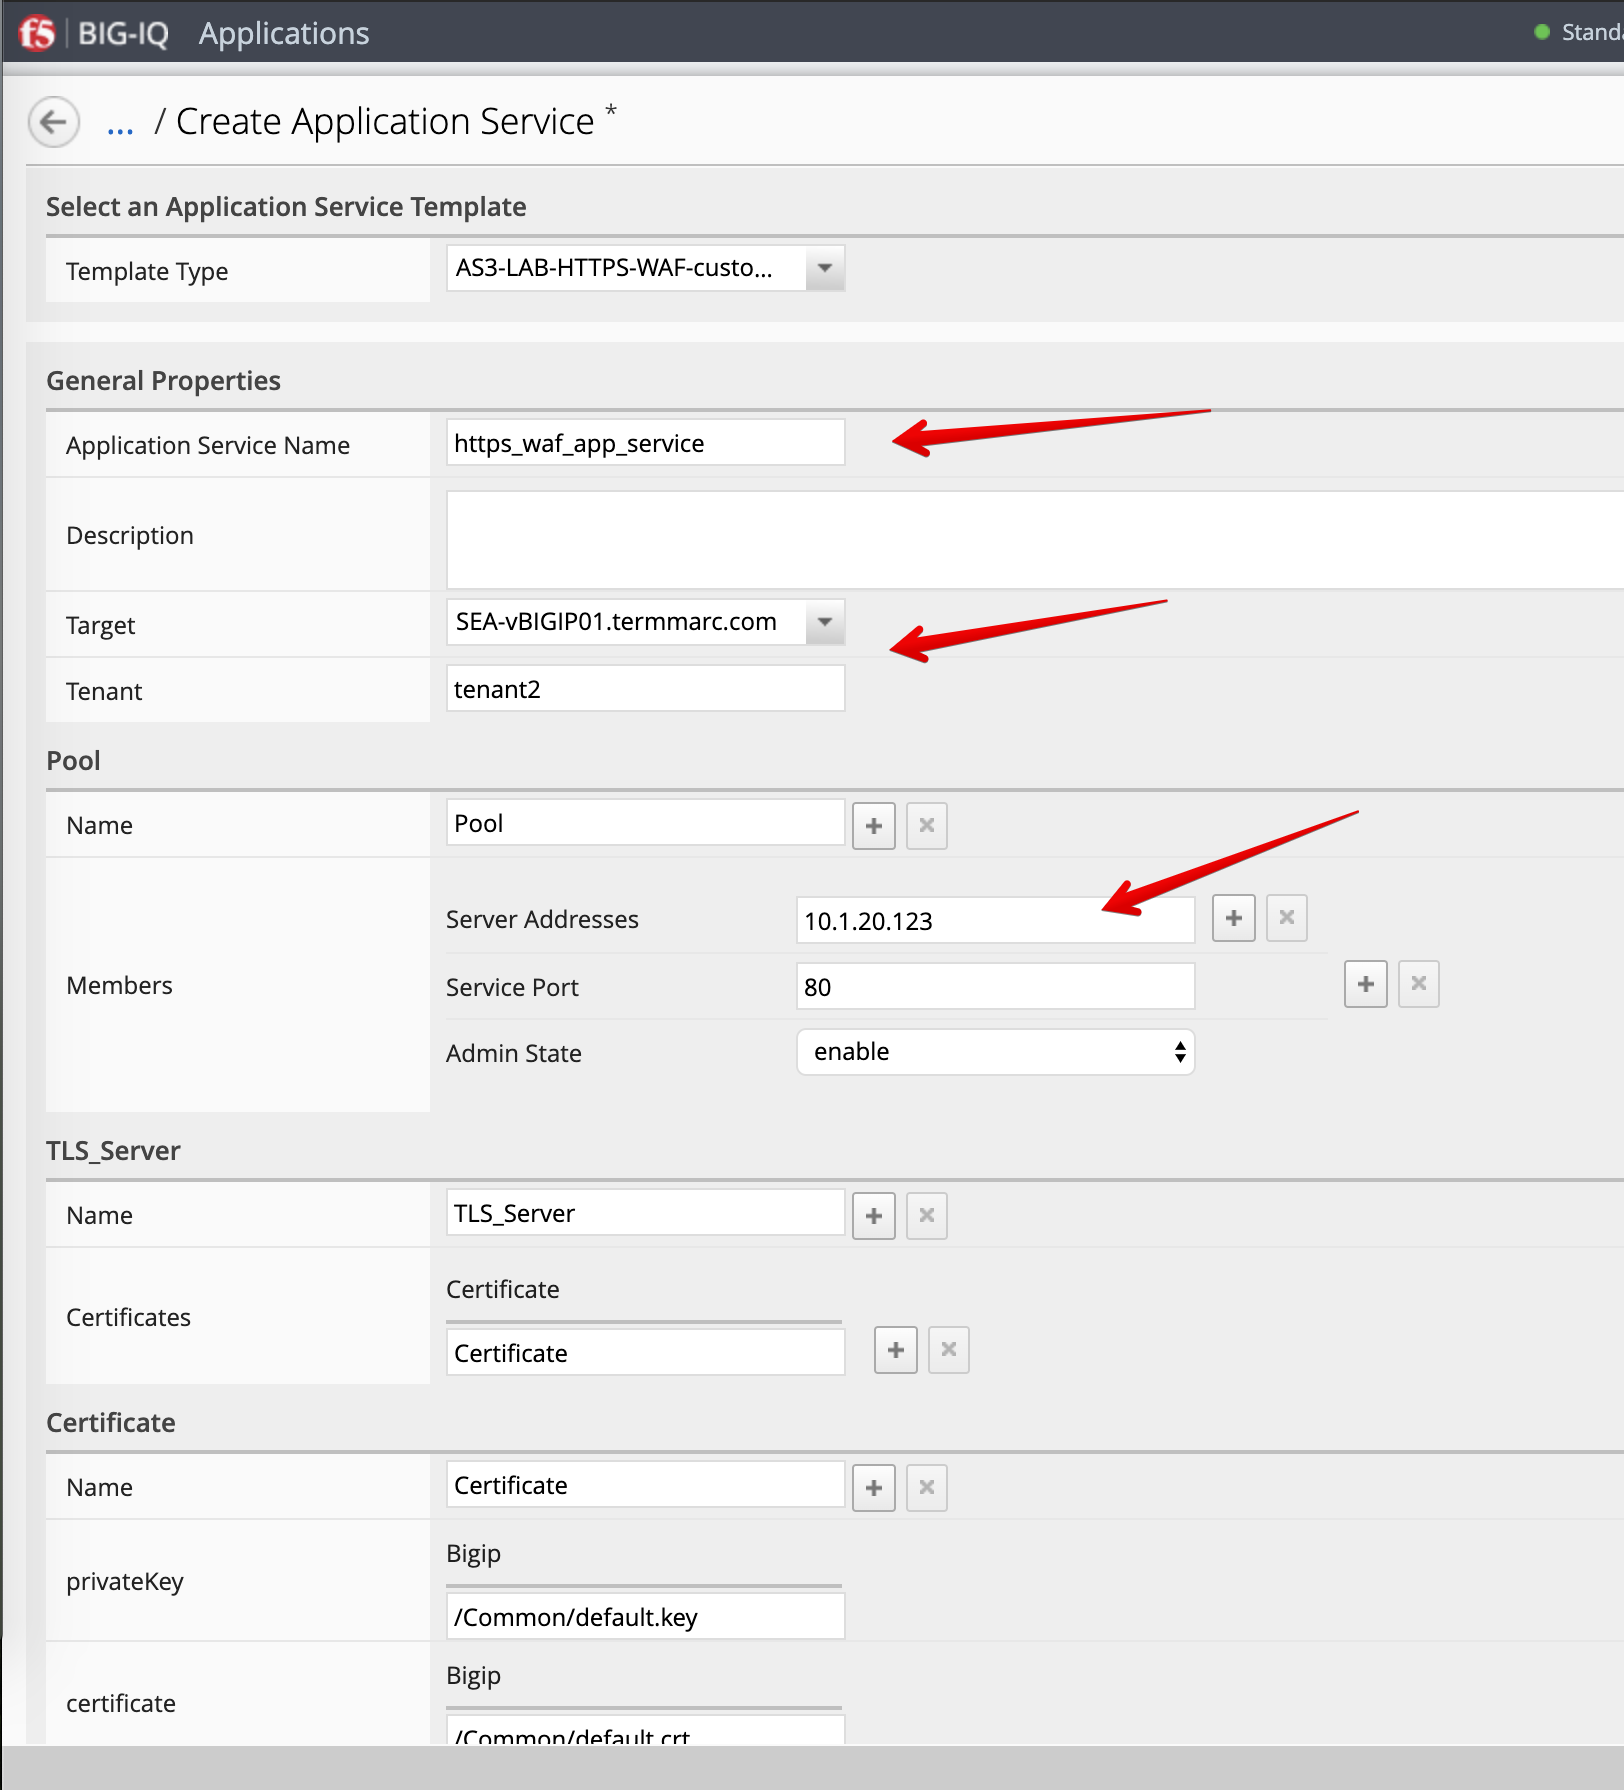 f5 BIG-IQ Applications Standa
... / Create Application Service *
Select an Application Service Template
Template Type AS3-LAB-HTTPS-WAF-custo...
General Properties
Application Service Name https_waf_app_service
Description
Target SEA-vBIGIP01.termmarc.com
Tenant tenant2
Pool
Name Pool
Members
Server Addresses 10.1.20.123
Service Port 80
Admin State enable
TLS_Server
Name TLS_Server
Certificates
Certificate
Certificate
Certificate
Name Certificate
privateKey
Bigip
/Common/default.key
certificate
Bigip
/Common/default.crt